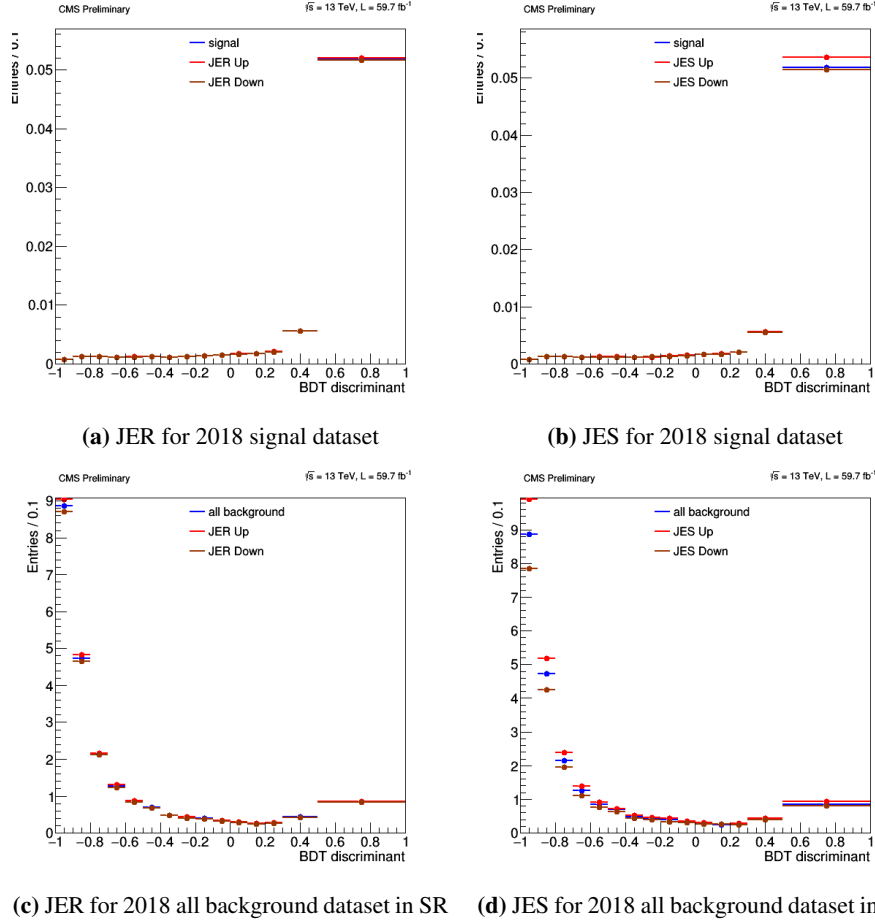 CMS Preliminary √s = 13 TeV, L = 59.7 fb⁻¹
Entries / 0.1
signal
JER Up
JER Down
0.05
0.04
0.03
0.02
0.01
0
−1 −0.8 −0.6 −0.4 −0.2 0 0.2 0.4 0.6 0.8 1
BDT discriminant
(a) JER for 2018 signal dataset
CMS Preliminary √s = 13 TeV, L = 59.7 fb⁻¹
Entries / 0.1
signal
JES Up
JES Down
0.05
0.04
0.03
0.02
0.01
0
−1 −0.8 −0.6 −0.4 −0.2 0 0.2 0.4 0.6 0.8 1
BDT discriminant
(b) JES for 2018 signal dataset
CMS Preliminary √s = 13 TeV, L = 59.7 fb⁻¹
Entries / 0.1
all background
JER Up
JER Down
9
8
7
6
5
4
3
2
1
0
−1 −0.8 −0.6 −0.4 −0.2 0 0.2 0.4 0.6 0.8 1
BDT discriminant
(c) JER for 2018 all background dataset in SR
CMS Preliminary √s = 13 TeV, L = 59.7 fb⁻¹
Entries / 0.1
all background
JES Up
JES Down
9
8
7
6
5
4
3
2
1
0
−1 −0.8 −0.6 −0.4 −0.2 0 0.2 0.4 0.6 0.8 1
BDT discriminant
(d) JES for 2018 all background dataset in